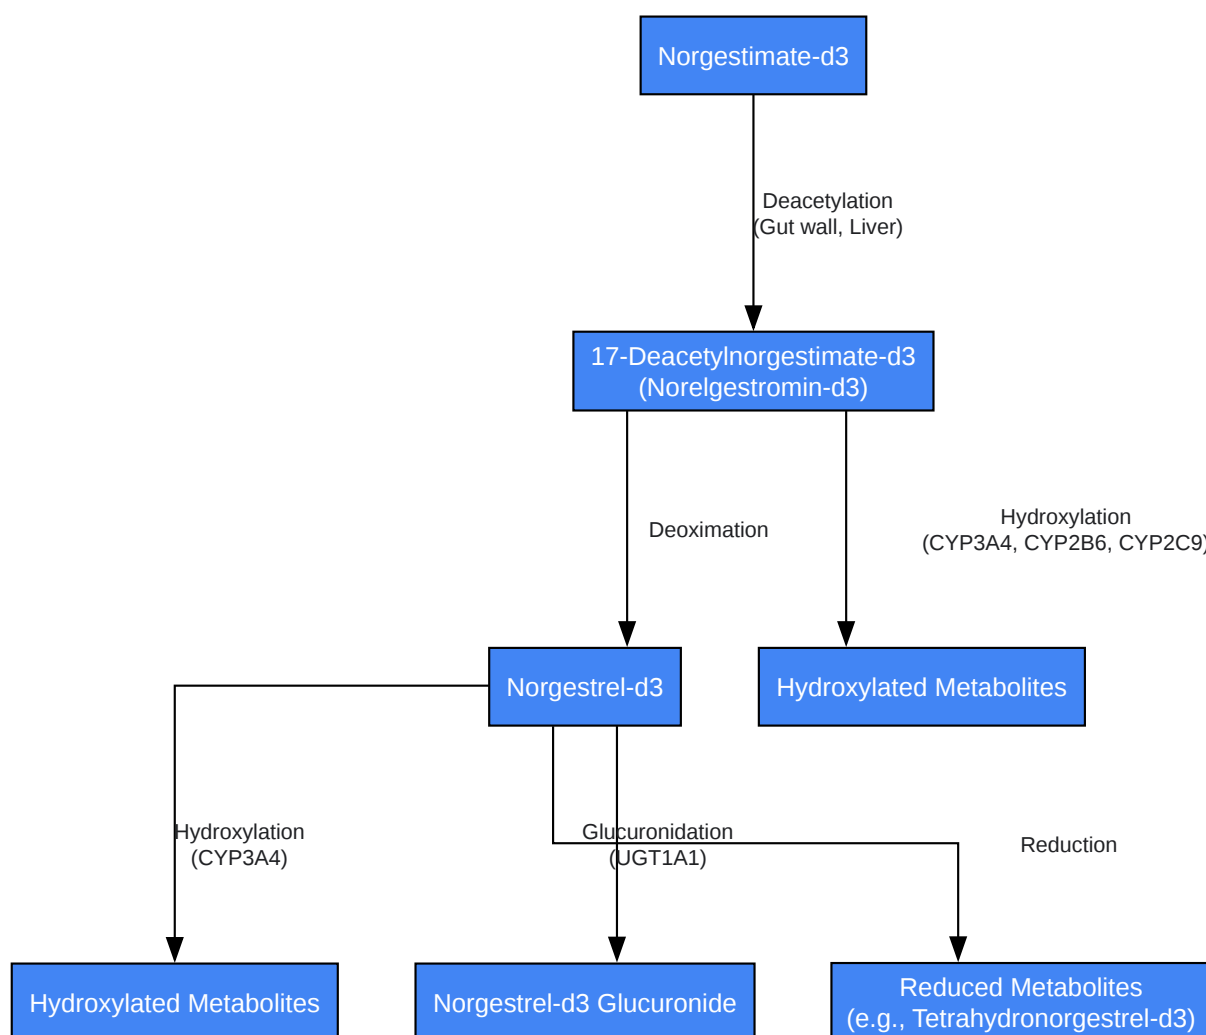 Norgestimate-d3
Deacetylation
(Gut wall, Liver)
17-Deacetylnorgestimate-d3
(Norelgestromin-d3)
Deoximation
Hydroxylation
(CYP3A4, CYP2B6, CYP2C9)
Norgestrel-d3
Hydroxylated Metabolites
Hydroxylation
(CYP3A4)
Glucuronidation
(UGT1A1)
Reduction
Hydroxylated Metabolites
Norgestrel-d3 Glucuronide
Reduced Metabolites
(e.g., Tetrahydronorgestrel-d3)